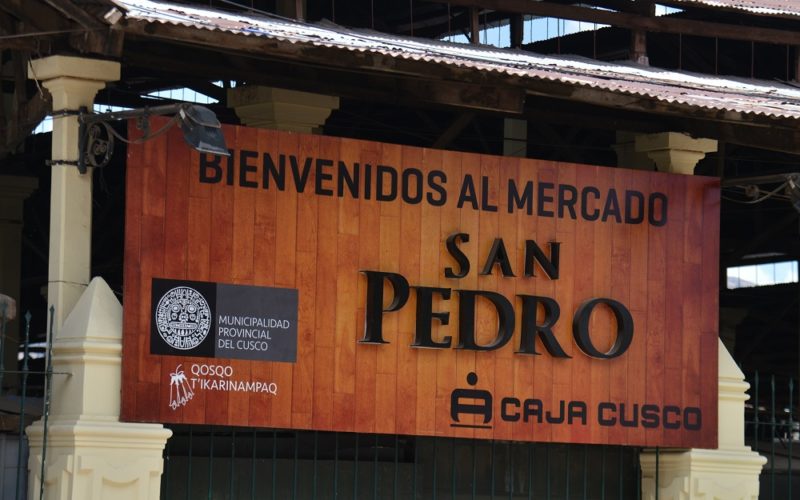 BIENVENIDOS AL MERCADO
SAN
PEDRO
MUNICIPALIDAD
PROVINCIAL
DEL CUSCO
QOSQO
T'IKARINAMPAQ
CAJA CUSCO